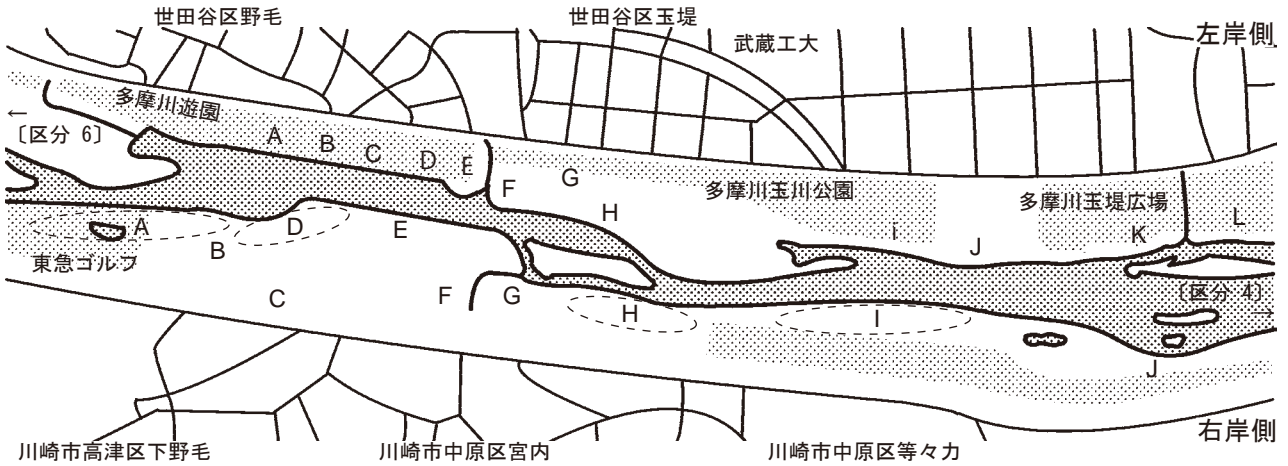 世田谷区野毛
世田谷区玉堤
武蔵工大
左岸側
多摩川遊園
←
〔区分 6〕
A
B
C
D
E
F
G
H
多摩川玉川公園
i
J
多摩川玉堤広場
K
L
A
B
C
D
E
F
G
H
I
J
東急ゴルフ
〔区分 4〕
→
右岸側
川崎市高津区下野毛
川崎市中原区宮内
川崎市中原区等々力